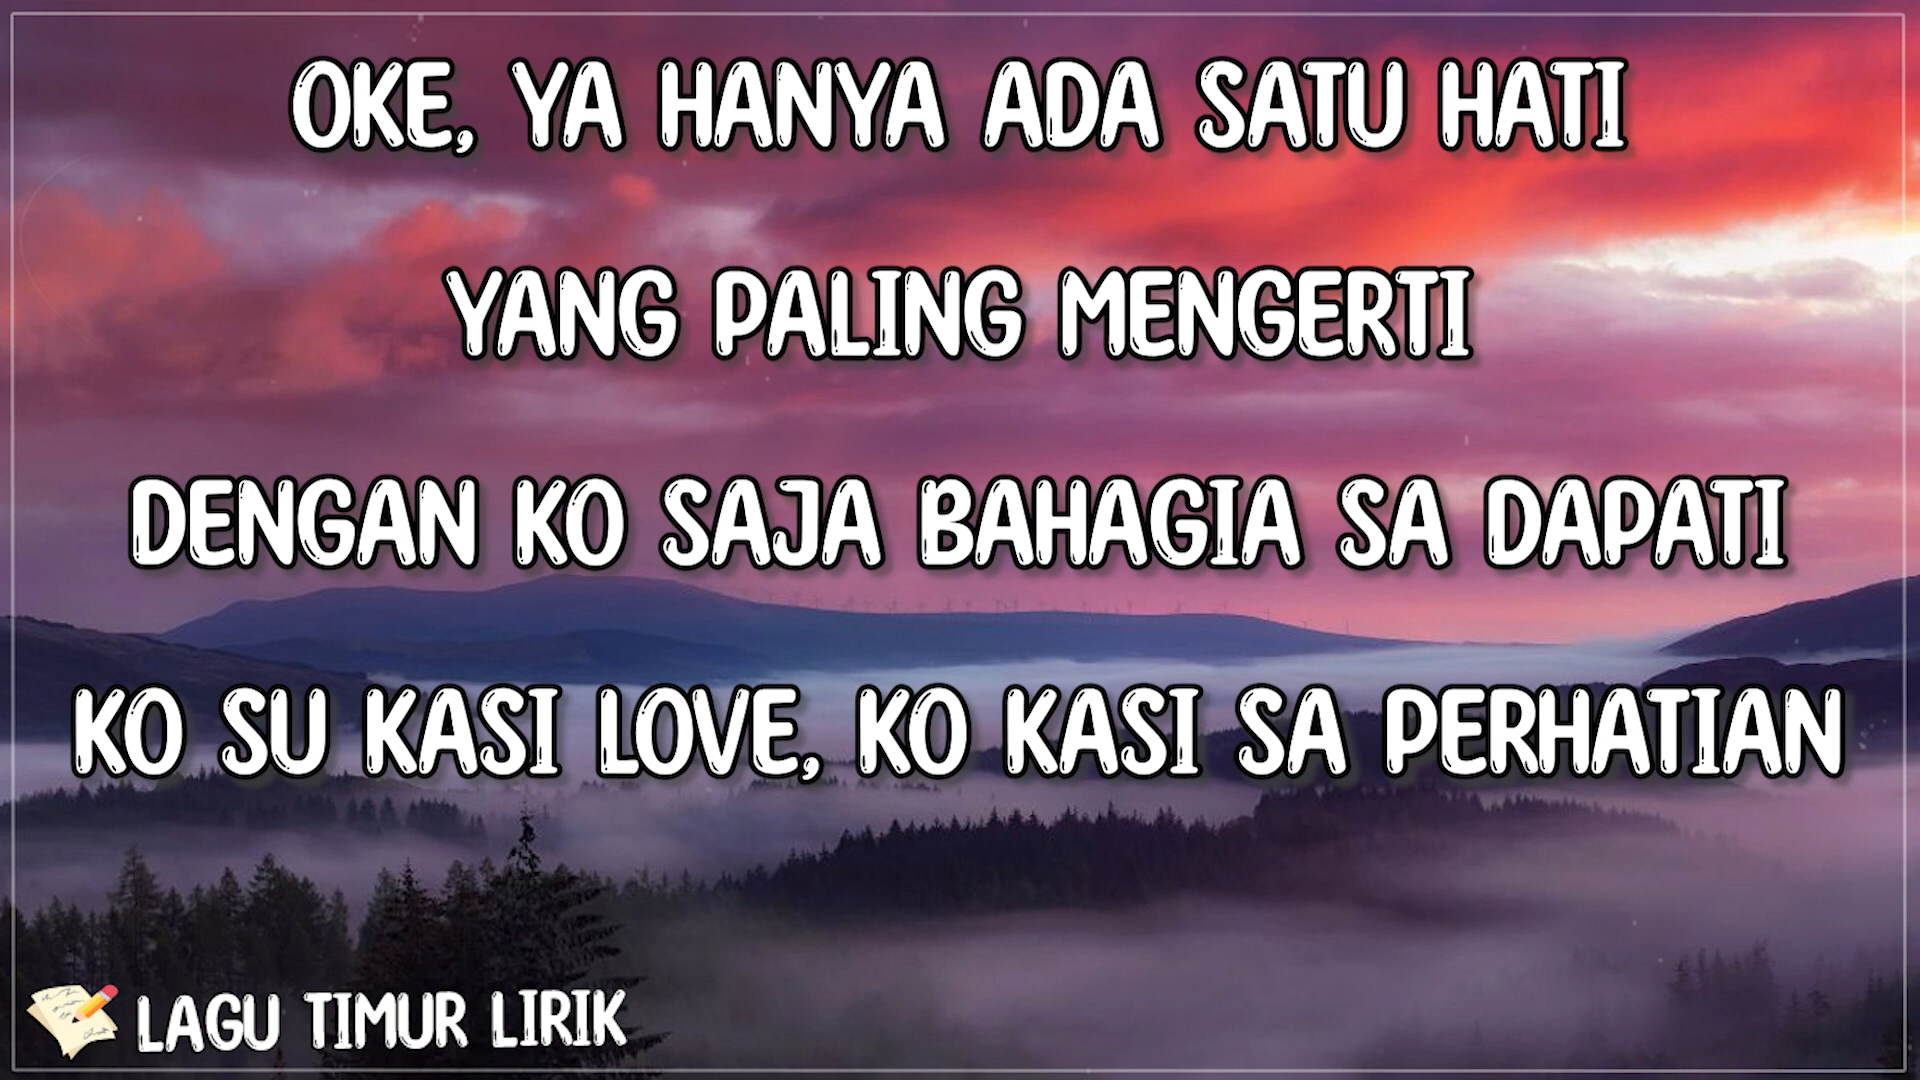 OKE, YA HANYA ADA SATU HATI
YANG PALING MENGERTI
DENGAN KO SAJA BAHAGIA SA DAPATI
KO SU KASI LOVE, KO KASI SA PERHATIAN
LAGU TIMUR LIRIK